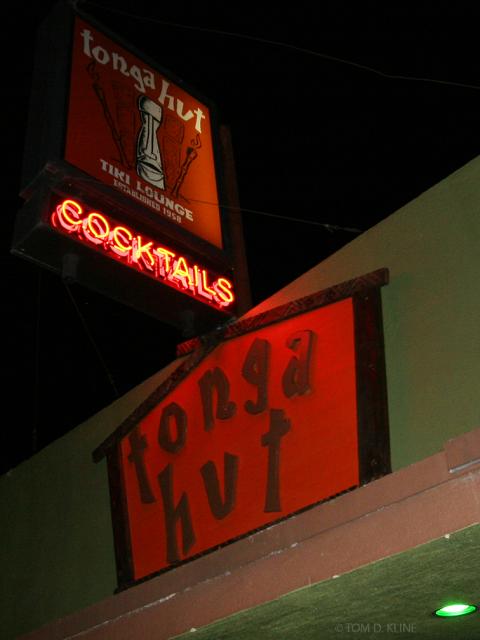 tonga hut
TIKI LOUNGE
ESTABLISHED 1958
COCKTAILS
tonga
hut
© TOM D. KLINE